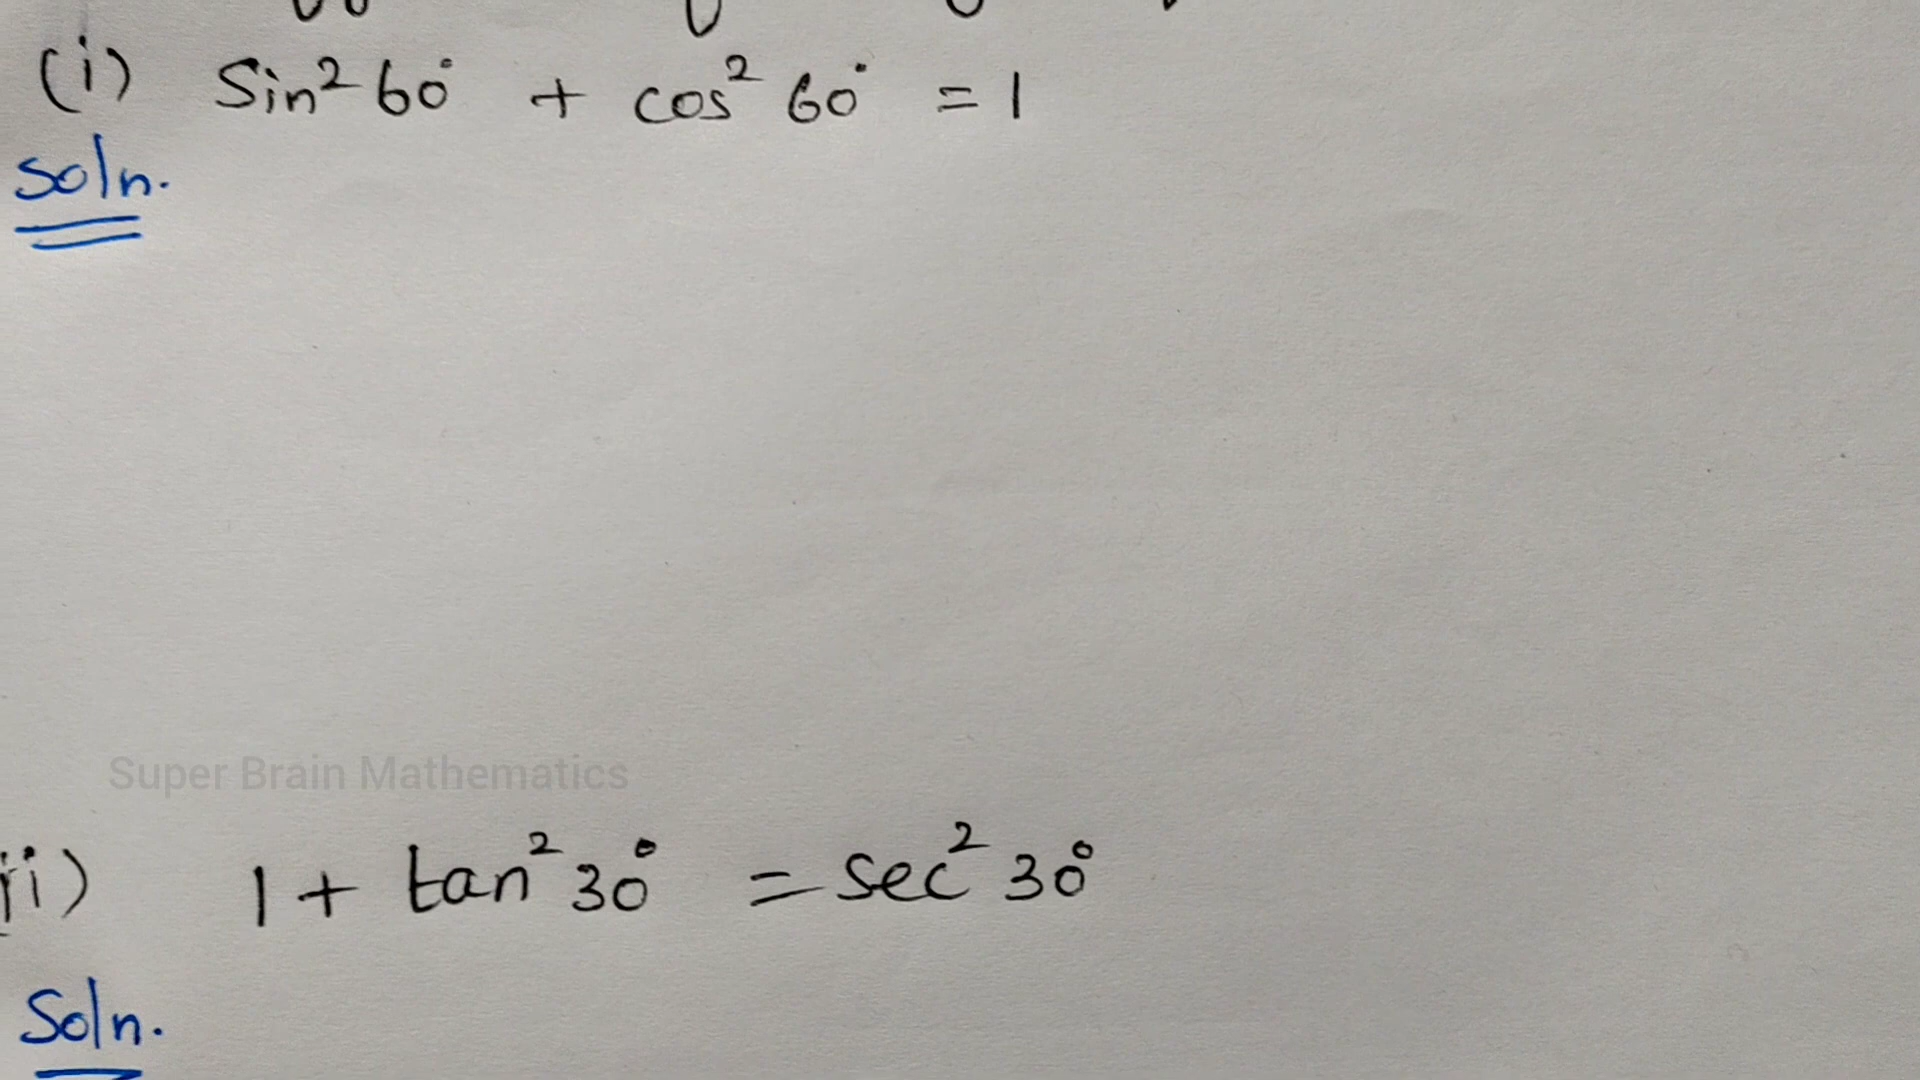 (i) Sin² 60° + cos² 60° = 1
Soln.
Super Brain Mathematics
(ii) 1 + tan² 30° = sec² 30°
Soln.